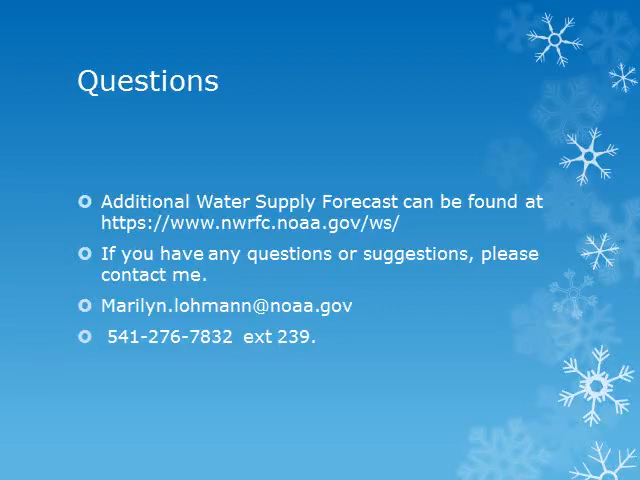 Questions
Additional Water Supply Forecast can be found at
https://www.nwrfc.noaa.gov/ws/
If you have any questions or suggestions, please
contact me.
Marilyn.lohmann@noaa.gov
541-276-7832 ext 239.